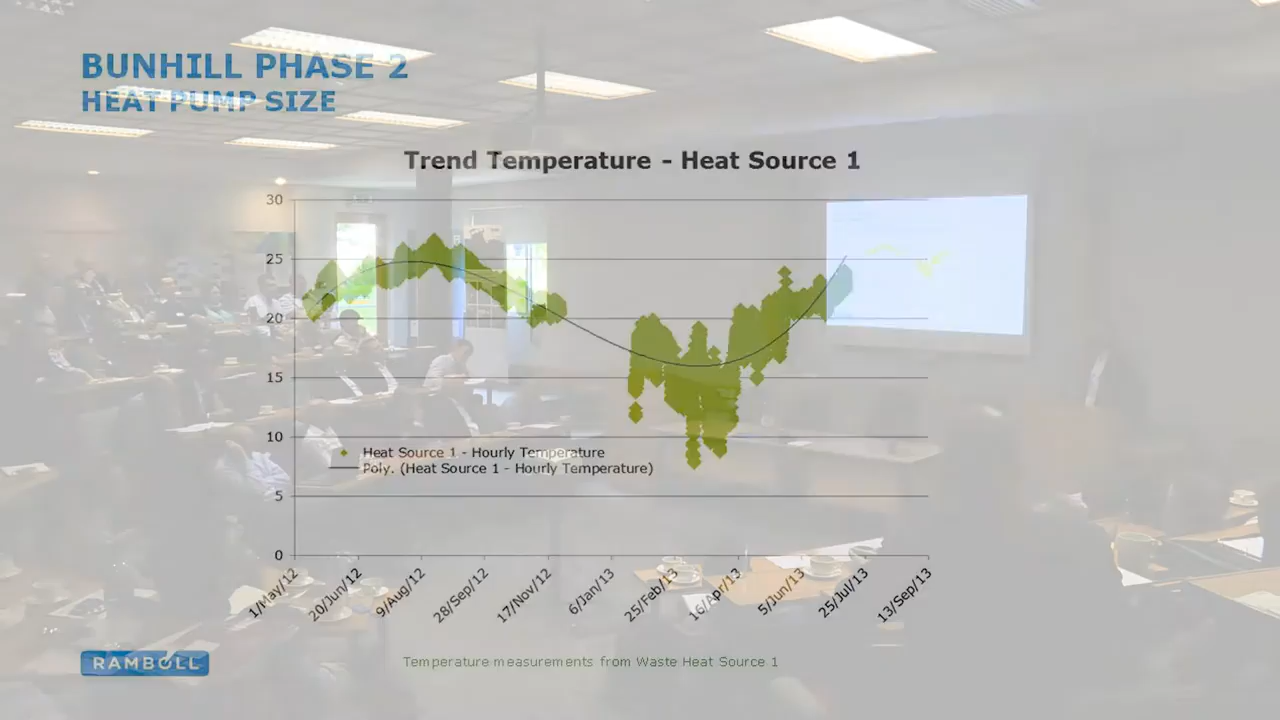 BUNHILL PHASE 2
HEAT PUMP SIZE
Trend Temperature - Heat Source 1
30
25
20
15
10
5
0
Heat Source 1 - Hourly Temperature
Poly. (Heat Source 1 - Hourly Temperature)
1/May/12
20/Jun/12
9/Aug/12
28/Sep/12
17/Nov/12
6/Jan/13
25/Feb/13
16/Apr/13
5/Jun/13
25/Jul/13
13/Sep/13
RAMBOLL
Temperature measurements from Waste Heat Source 1